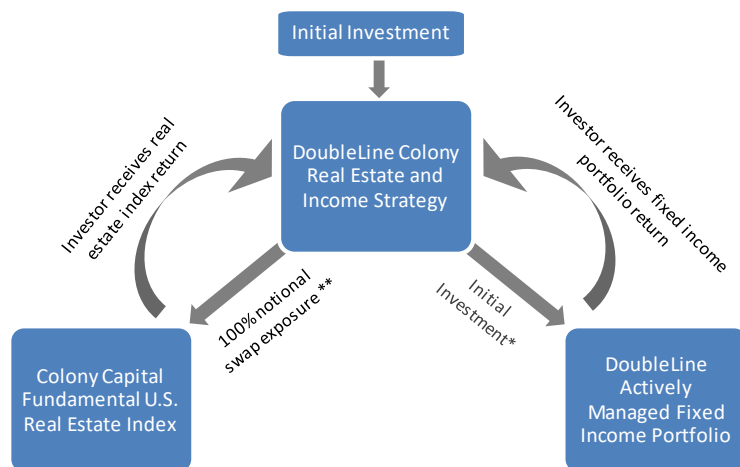 Initial Investment
DoubleLine Colony
Real Estate and
Income Strategy
Investor receives real
estate index return
Investor receives fixed income
portfolio return
100% notional
swap exposure **
Initial
Investment*
Colony Capital
Fundamental U.S.
Real Estate Index
DoubleLine
Actively
Managed Fixed
Income Portfolio